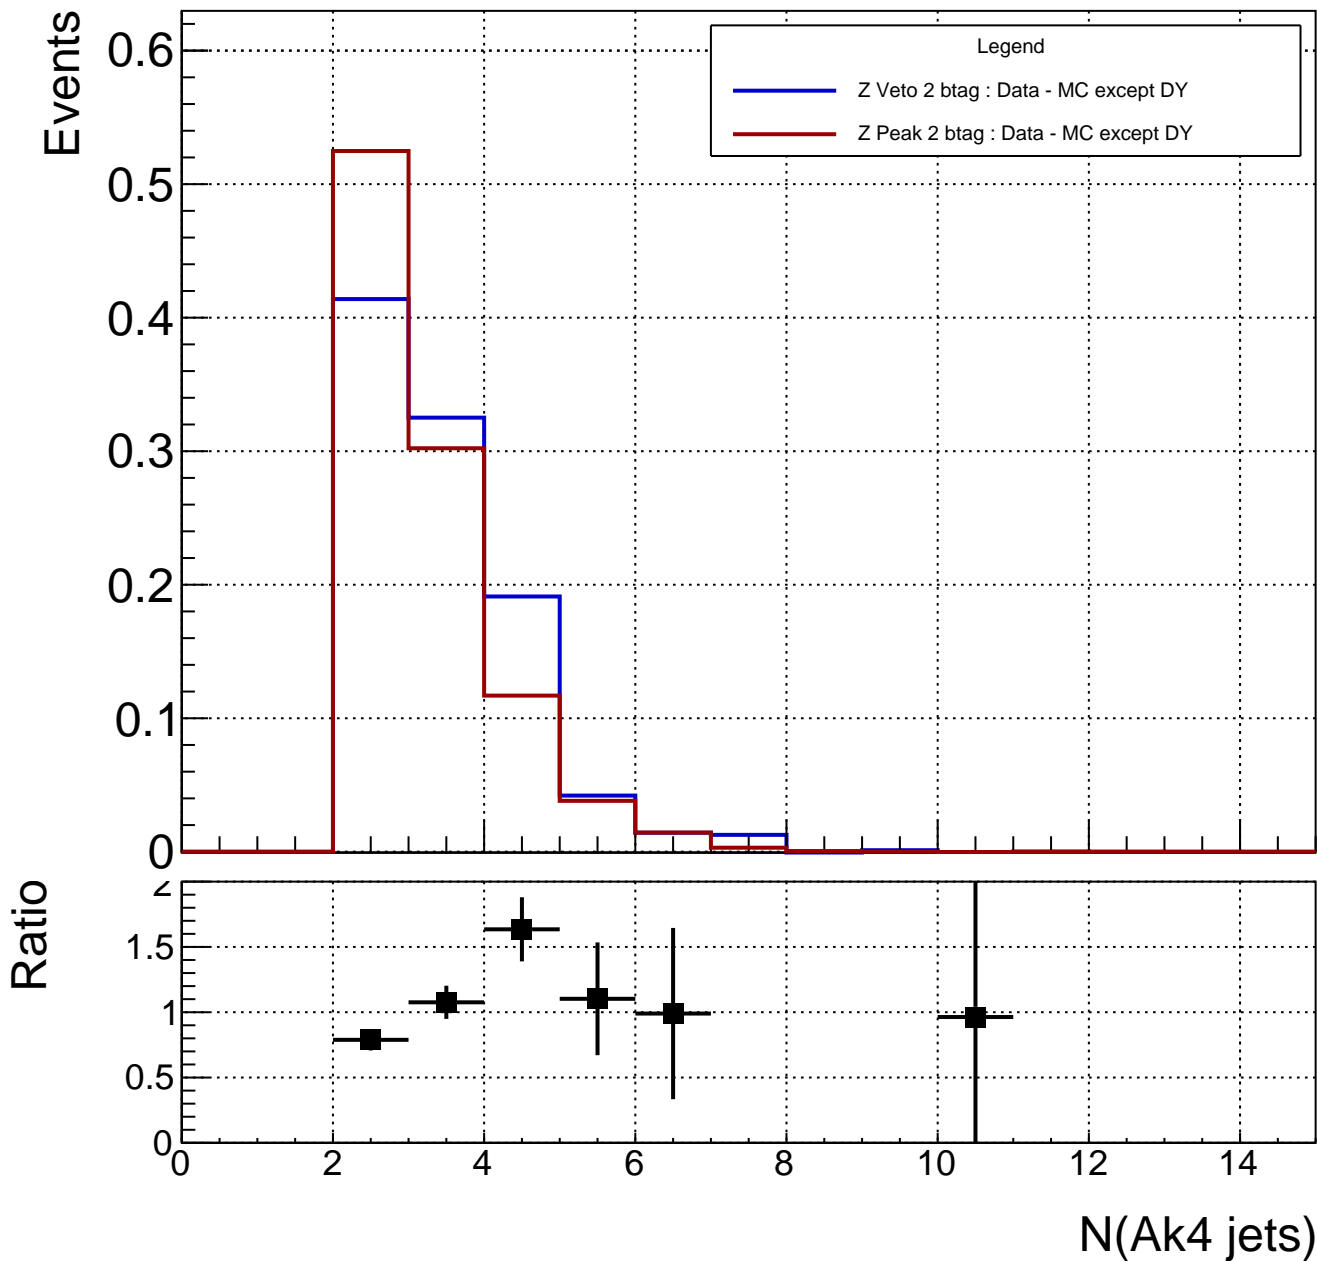 Events
0.6
0.5
0.4
0.3
0.2
0.1
0
Legend
Z Veto 2 btag : Data - MC except DY
Z Peak 2 btag : Data - MC except DY
Ratio
2
1.5
1
0.5
0
0 2 4 6 8 10 12 14
N(Ak4 jets)